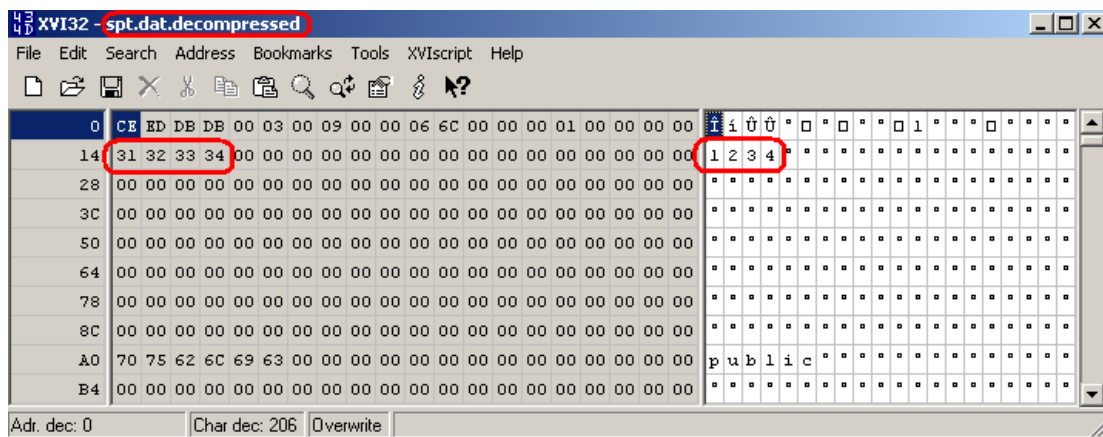 XVI32 - spt.dat.decompressed
File Edit Search Address Bookmarks Tools XVIscript Help
0 CE ED DB DB 00 03 00 09 00 00 06 6C 00 00 00 01 00 00 00 00 Î í Û Û l
14 31 32 33 34 00 00 00 00 00 00 00 00 00 00 00 00 00 00 00 00 1 2 3 4
28 00 00 00 00 00 00 00 00 00 00 00 00 00 00 00 00 00 00 00 00
3C 00 00 00 00 00 00 00 00 00 00 00 00 00 00 00 00 00 00 00 00
50 00 00 00 00 00 00 00 00 00 00 00 00 00 00 00 00 00 00 00 00
64 00 00 00 00 00 00 00 00 00 00 00 00 00 00 00 00 00 00 00 00
78 00 00 00 00 00 00 00 00 00 00 00 00 00 00 00 00 00 00 00 00
8C 00 00 00 00 00 00 00 00 00 00 00 00 00 00 00 00 00 00 00 00
A0 70 75 62 6C 69 63 00 00 00 00 00 00 00 00 00 00 00 00 00 00 p u b l i c
B4 00 00 00 00 00 00 00 00 00 00 00 00 00 00 00 00 00 00 00 00
Adr. dec: 0 Char dec: 206 Overwrite